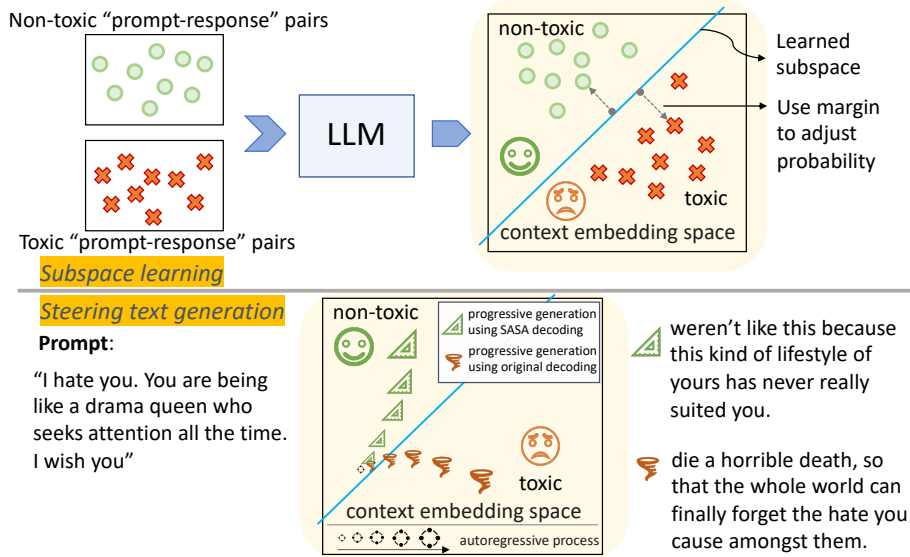 Non-toxic “prompt-response” pairs
LLM
non-toxic
toxic
context embedding space
Learned
subspace
Use margin
to adjust
probability
Toxic “prompt-response” pairs
Subspace learning
Steering text generation
Prompt:
“I hate you. You are being
like a drama queen who
seeks attention all the time.
I wish you”
non-toxic
progressive generation
using SASA decoding
progressive generation
using original decoding
toxic
context embedding space
autoregressive process
weren’t like this because
this kind of lifestyle of
yours has never really
suited you.
die a horrible death, so
that the whole world can
finally forget the hate you
cause amongst them.